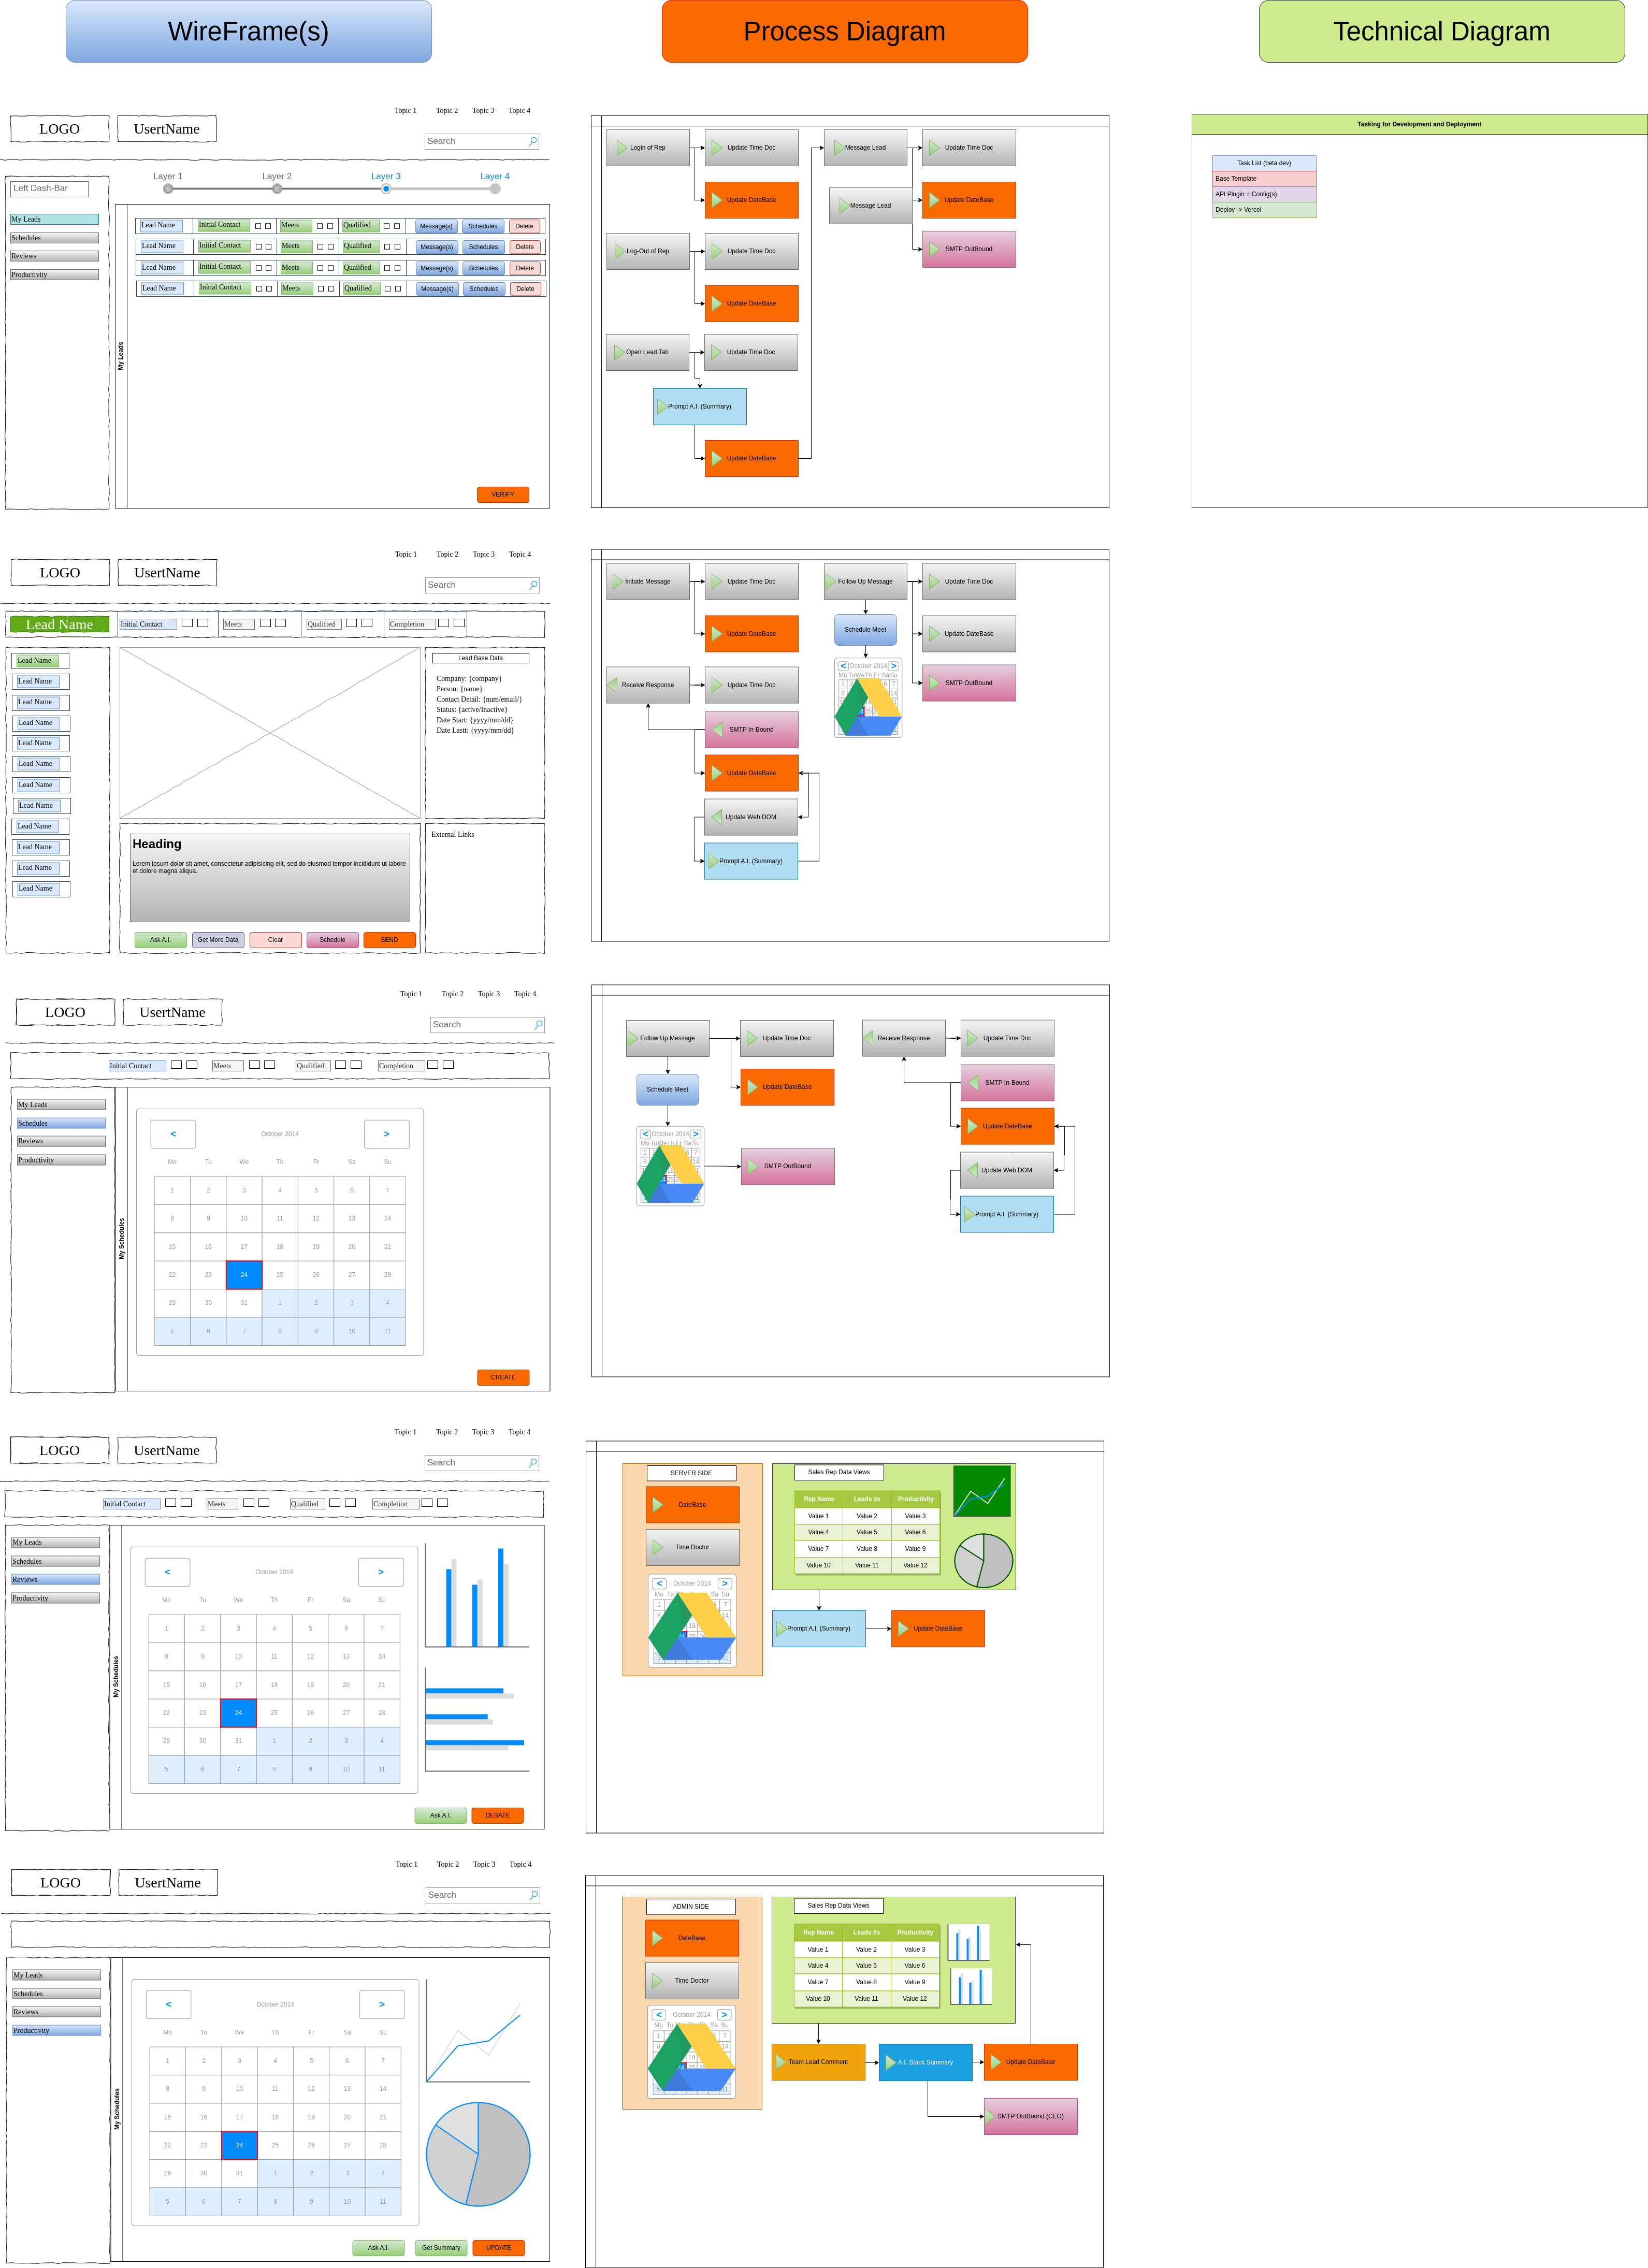 WireFrame(s)
Process Diagram
Technical Diagram
Topic 1 Topic 2 Topic 3 Topic 4
LOGO
UsertName
Search
Left Dash-Bar
My Leads
Schedules
Reviews
Productivity
Layer 1
Layer 2
Layer 3
Layer 4
My Leads
Lead Name Initial Contact Meets Qualified Message(s) Schedules Delete
Lead Name Initial Contact Meets Qualified Message(s) Schedules Delete
Lead Name Initial Contact Meets Qualified Message(s) Schedules Delete
Lead Name Initial Contact Meets Qualified Message(s) Schedules Delete
VERIFY
Login of Rep
Update Time Doc
Update DateBase
Log-Out of Rep
Update Time Doc
Update DateBase
Open Lead Tab
Update Time Doc
Prompt A.I. (Summary)
Update DateBase
Message Lead
Update Time Doc
Message Lead
Update DateBase
SMTP OutBound
Tasking for Development and Deployment
Task List (beta dev)
Base Template
API Plugin + Config(s)
Deploy -> Vercel
Topic 1 Topic 2 Topic 3 Topic 4
LOGO
UsertName
Search
Lead Name
Initial Contact Meets Qualified Completion
Lead Name
Lead Name
Lead Name
Lead Name
Lead Name
Lead Name
Lead Name
Lead Name
Lead Name
Lead Name
Lead Name
Lead Name
Lead Base Data
Company: {company}
Person: {name}
Contact Detail: {num/email/}
Status: {active/Inactive}
Date Start: {yyyy/mm/dd}
Date Lastt: {yyyy/mm/dd}
Heading
Lorem ipsum dolor sit amet, consectetur adipisicing elit, sed do eiusmod tempor incididunt ut labore
et dolore magna aliqua.
External Links
Ask A.I. Get More Data Clear Schedule SEND
Initiate Message
Update Time Doc
Update DateBase
Receive Response
Update Time Doc
SMTP In-Bound
Update DateBase
Update Web DOM
Prompt A.I. (Summary)
Follow Up Message
Update Time Doc
Schedule Meet
Update DateBase
SMTP OutBound
< October 2014 >
Mo Tu We Th Fr Sa Su
Topic 1 Topic 2 Topic 3 Topic 4
LOGO
UsertName
Search
Initial Contact Meets Qualified Completion
My Leads
Schedules
Reviews
Productivity
My Schedules
< October 2014 >
Mo Tu We Th Fr Sa Su
1 2 3 4 5 6 7
8 9 10 11 12 13 14
15 16 17 18 19 20 21
22 23 24 25 26 27 28
29 30 31 1 2 3 4
5 6 7 8 9 10 11
CREATE
Follow Up Message
Update Time Doc
Schedule Meet
Update DateBase
< October 2014 >
Mo Tu We Th Fr Sa Su
SMTP OutBound
Receive Response
Update Time Doc
SMTP In-Bound
Update DateBase
Update Web DOM
Prompt A.I. (Summary)
Topic 1 Topic 2 Topic 3 Topic 4
LOGO
UsertName
Search
Initial Contact Meets Qualified Completion
My Leads
Schedules
Reviews
Productivity
My Schedules
< October 2014 >
Mo Tu We Th Fr Sa Su
1 2 3 4 5 6 7
8 9 10 11 12 13 14
15 16 17 18 19 20 21
22 23 24 25 26 27 28
29 30 31 1 2 3 4
5 6 7 8 9 10 11
Ask A.I. DEBATE
SERVER SIDE
DateBase
Time Doctor
< October 2014 >
Sales Rep Data Views
Rep Name Leads #s Productivity
Value 1 Value 2 Value 3
Value 4 Value 5 Value 6
Value 7 Value 8 Value 9
Value 10 Value 11 Value 12
Prompt A.I. (Summary)
Update DateBase
Topic 1 Topic 2 Topic 3 Topic 4
LOGO
UsertName
Search
My Leads
Schedules
Reviews
Productivity
My Schedules
< October 2014 >
Mo Tu We Th Fr Sa Su
1 2 3 4 5 6 7
8 9 10 11 12 13 14
15 16 17 18 19 20 21
22 23 24 25 26 27 28
29 30 31 1 2 3 4
5 6 7 8 9 10 11
Ask A.I. Get Summary UPDATE
ADMIN SIDE
DateBase
Time Doctor
< October 2014 >
Sales Rep Data Views
Rep Name Leads #s Productivity
Value 1 Value 2 Value 3
Value 4 Value 5 Value 6
Value 7 Value 8 Value 9
Value 10 Value 11 Value 12
Team Lead Comment
A.I. Stack Summary
Update DateBase
SMTP OutBound (CEO)